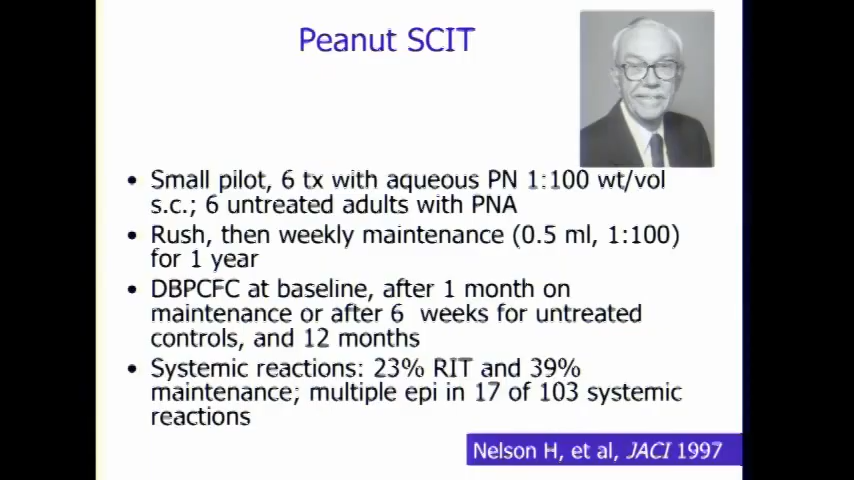 Peanut SCIT
• Small pilot, 6 tx with aqueous PN 1:100 wt/vol
s.c.; 6 untreated adults with PNA
• Rush, then weekly maintenance (0.5 ml, 1:100)
for 1 year
• DBPCFC at baseline, after 1 month on
maintenance or after 6 weeks for untreated
controls, and 12 months
• Systemic reactions: 23% RIT and 39%
maintenance; multiple epi in 17 of 103 systemic
reactions
Nelson H, et al, JACI 1997